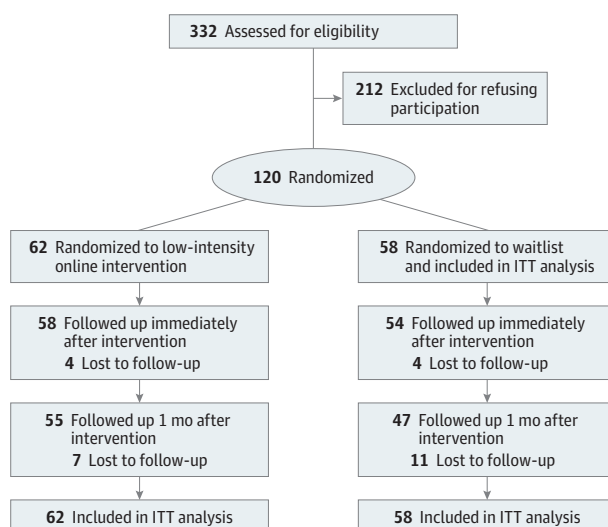 332 Assessed for eligibility
212 Excluded for refusing
participation
120 Randomized
62 Randomized to low-intensity
online intervention
58 Randomized to waitlist
and included in ITT analysis
58 Followed up immediately
after intervention
4 Lost to follow-up
54 Followed up immediately
after intervention
4 Lost to follow-up
55 Followed up 1 mo after
intervention
7 Lost to follow-up
47 Followed up 1 mo after
intervention
11 Lost to follow-up
62 Included in ITT analysis
58 Included in ITT analysis